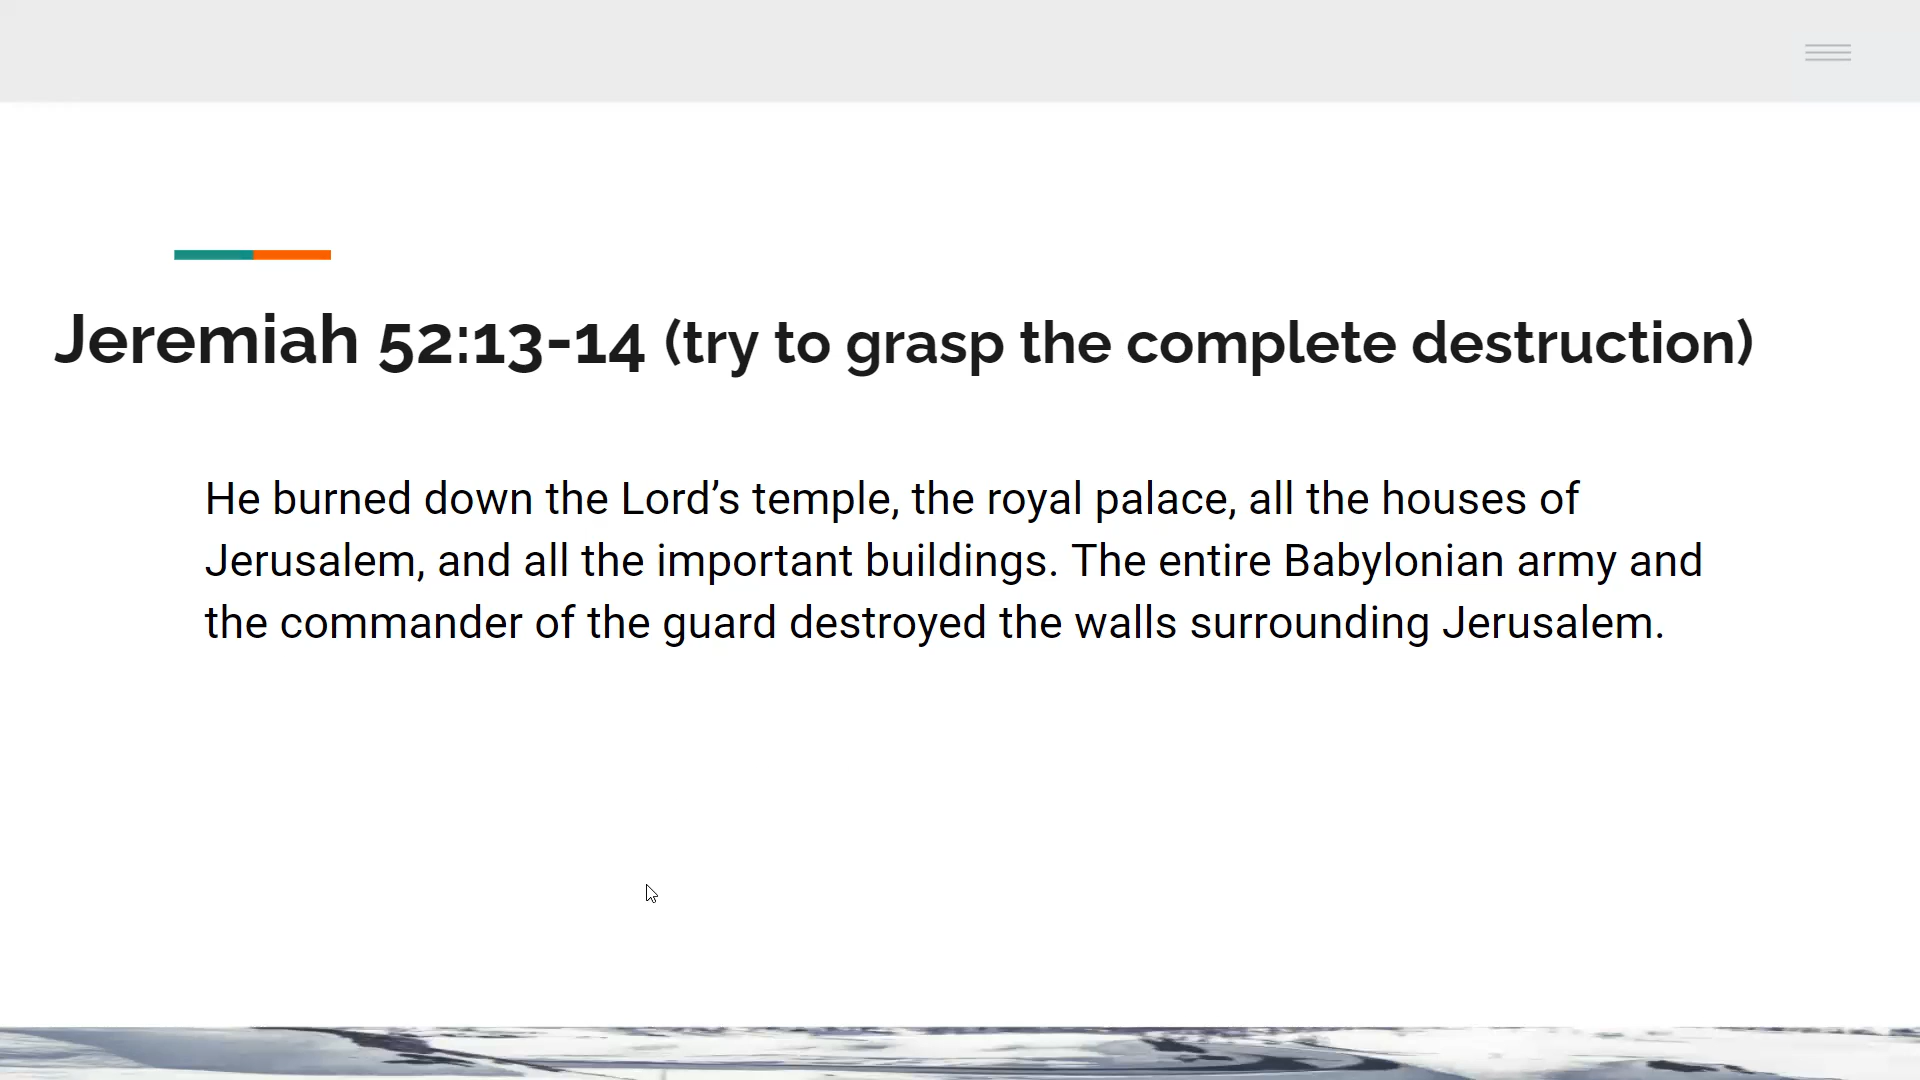 Jeremiah 52:13-14 (try to grasp the complete destruction)
He burned down the Lord’s temple, the royal palace, all the houses of
Jerusalem, and all the important buildings. The entire Babylonian army and
the commander of the guard destroyed the walls surrounding Jerusalem.